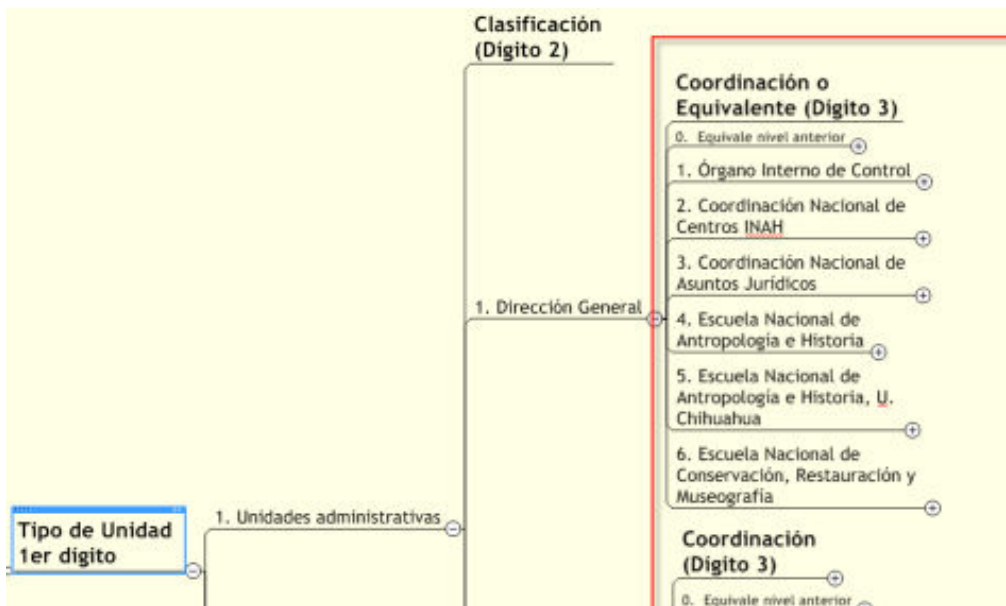 Clasificación
(Dígito 2)
Coordinación o
Equivalente (Digito 3)
0. Equivale nivel anterior
1. Órgano Interno de Control
2. Coordinación Nacional de
Centros INAH
3. Coordinación Nacional de
Asuntos Jurídicos
1. Dirección General
4. Escuela Nacional de
Antropología e Historia
5. Escuela Nacional de
Antropología e Historia, U.
Chihuahua
6. Escuela Nacional de
Conservación, Restauración y
Museografía
1. Unidades administrativas
Tipo de Unidad
1er dígito
Coordinación
(Dígito 3)
0. Equivale nivel anterior